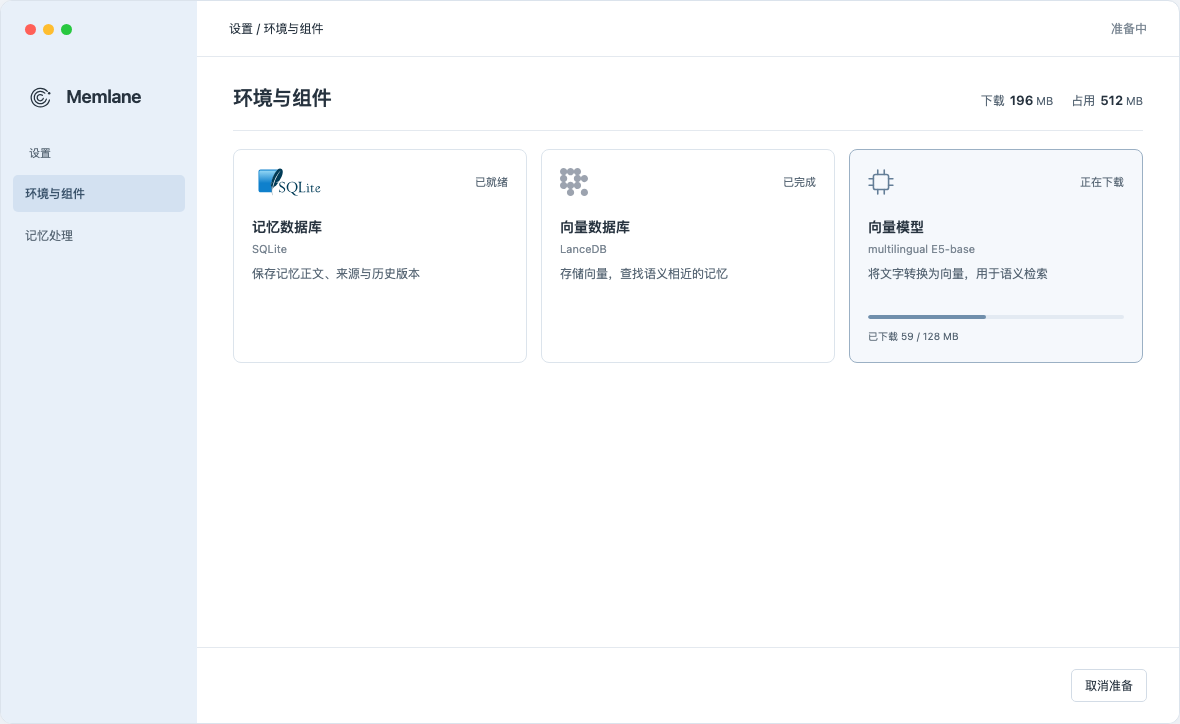 设置 / 环境与组件
准备中
Memlane
设置
环境与组件
记忆处理
环境与组件
下载 196 MB 占用 512 MB
SQLite
已就绪
记忆数据库
SQLite
保存记忆正文、来源与历史版本
已完成
向量数据库
LanceDB
存储向量，查找语义相近的记忆
正在下载
向量模型
multilingual E5-base
将文字转换为向量，用于语义检索
已下载 59 / 128 MB
取消准备